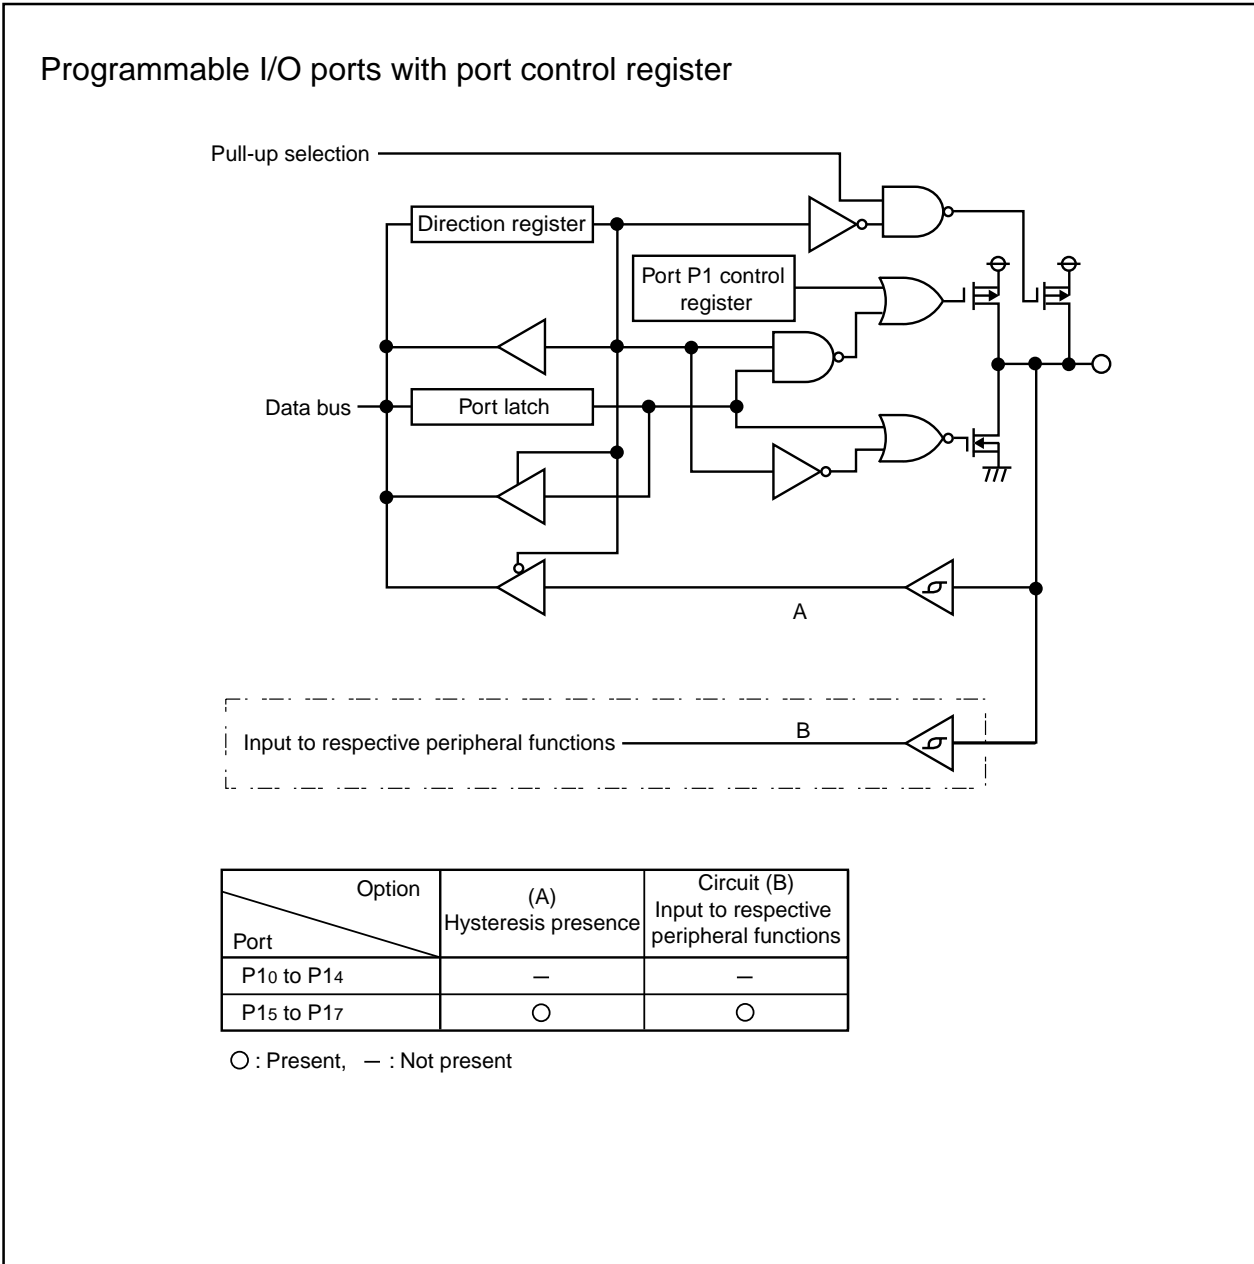 Programmable I/O ports with port control register
Pull-up selection
Direction register
Port P1 control
register
Data bus
Port latch
A
B
Input to respective peripheral functions
Option
Port
(A)
Hysteresis presence
Circuit (B)
Input to respective
peripheral functions
P10 to P14
–
–
P15 to P17
○
○
○ : Present, – : Not present